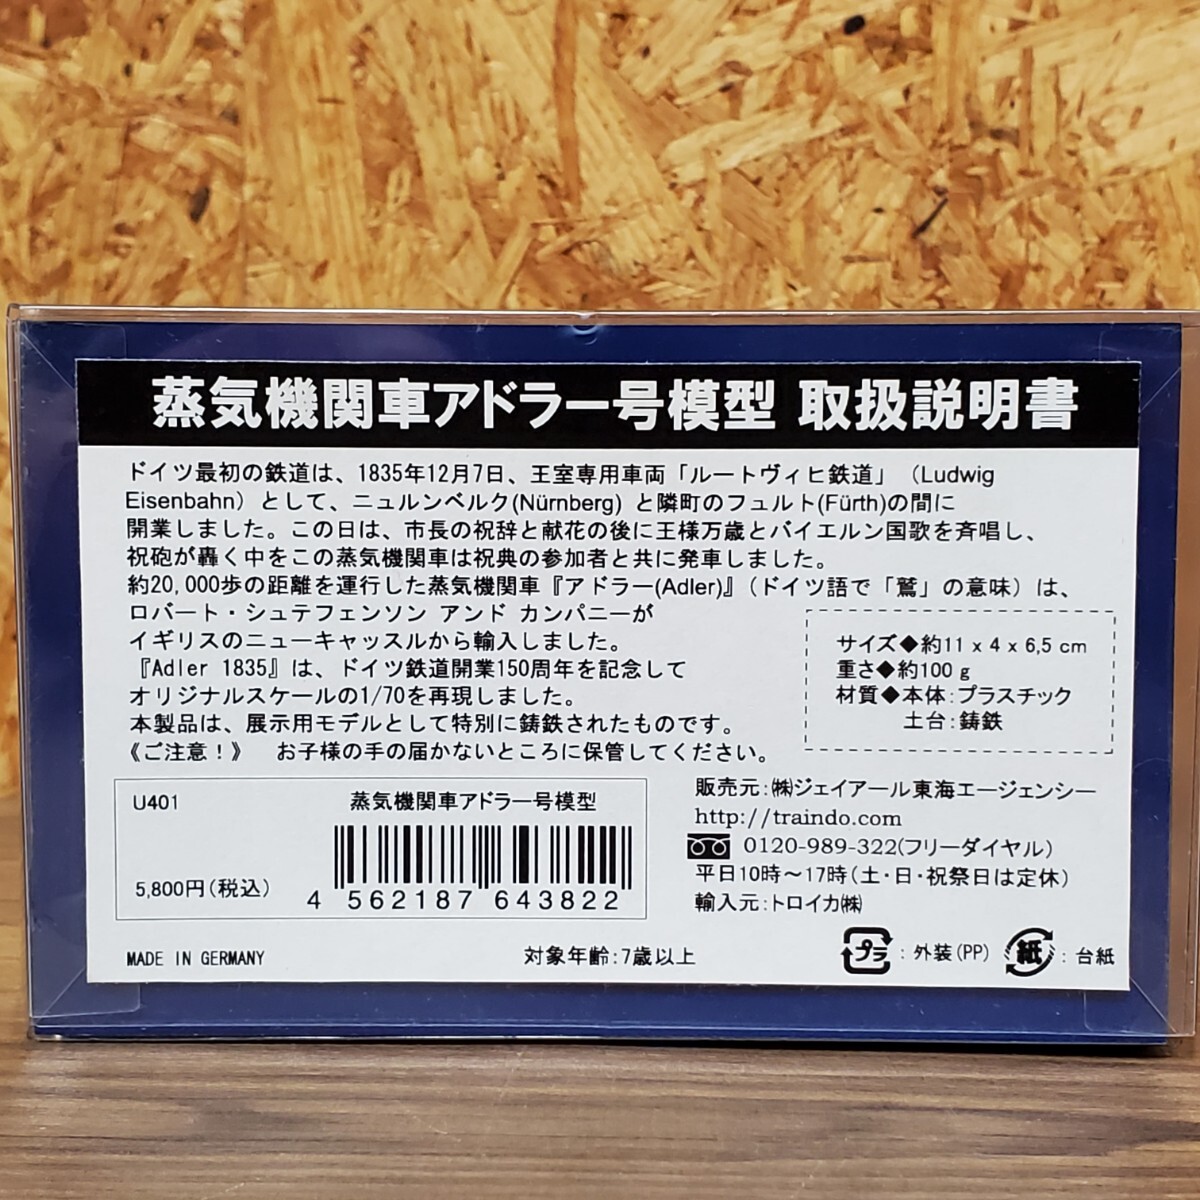 蒸気機関車アドラー号模型 取扱説明書
ドイツ最初の鉄道は、1835年12月7日、王室専用車両「ルートヴィヒ鉄道」（Ludwig
Eisenbahn）として、ニュルンベルク(Nürnberg) と隣町のフュルト(Fürth)の間に
開業しました。この日は、市長の祝辞と献花の後に王様万歳とバイエルン国歌を斉唱し、
祝砲が轟く中をこの蒸気機関車は祝典の参加者と共に発車しました。
約20,000歩の距離を運行した蒸気機関車『アドラー(Adler)』（ドイツ語で「鷲」の意味）は、
ロバート・シュテフェンソン アンド カンパニーが
イギリスのニューキャッスルから輸入しました。
『Adler 1835』は、ドイツ鉄道開業150周年を記念して
オリジナルスケールの1/70を再現しました。
本製品は、展示用モデルとして特別に鋳鉄されたものです。
《ご注意！》　お子様の手の届かないところに保管してください。
サイズ◆約11 x 4 x 6,5 cm
重さ◆約100 g
材質◆本体：プラスチック
土台：鋳鉄
U401 蒸気機関車アドラー号模型
5,800円(税込)
4 562187 643822
販売元：㈱ジェイアール東海エージェンシー
http://traindo.com
0120-989-322(フリーダイヤル)
平日10時～17時(土・日・祝祭日は定休)
輸入元：トロイカ㈱
MADE IN GERMANY
対象年齢：7歳以上
プラ：外装(PP)
紙：台紙